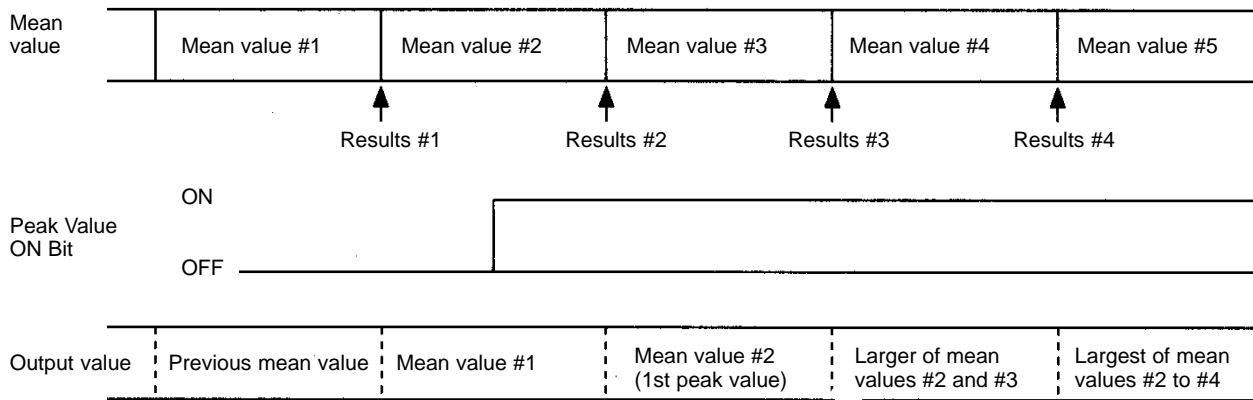 Mean
value
Mean value #1
Mean value #2
Mean value #3
Mean value #4
Mean value #5
Results #1
Results #2
Results #3
Results #4
Peak Value
ON Bit
ON
OFF
Output value
Previous mean value
Mean value #1
Mean value #2
(1st peak value)
Larger of mean
values #2 and #3
Largest of mean
values #2 to #4